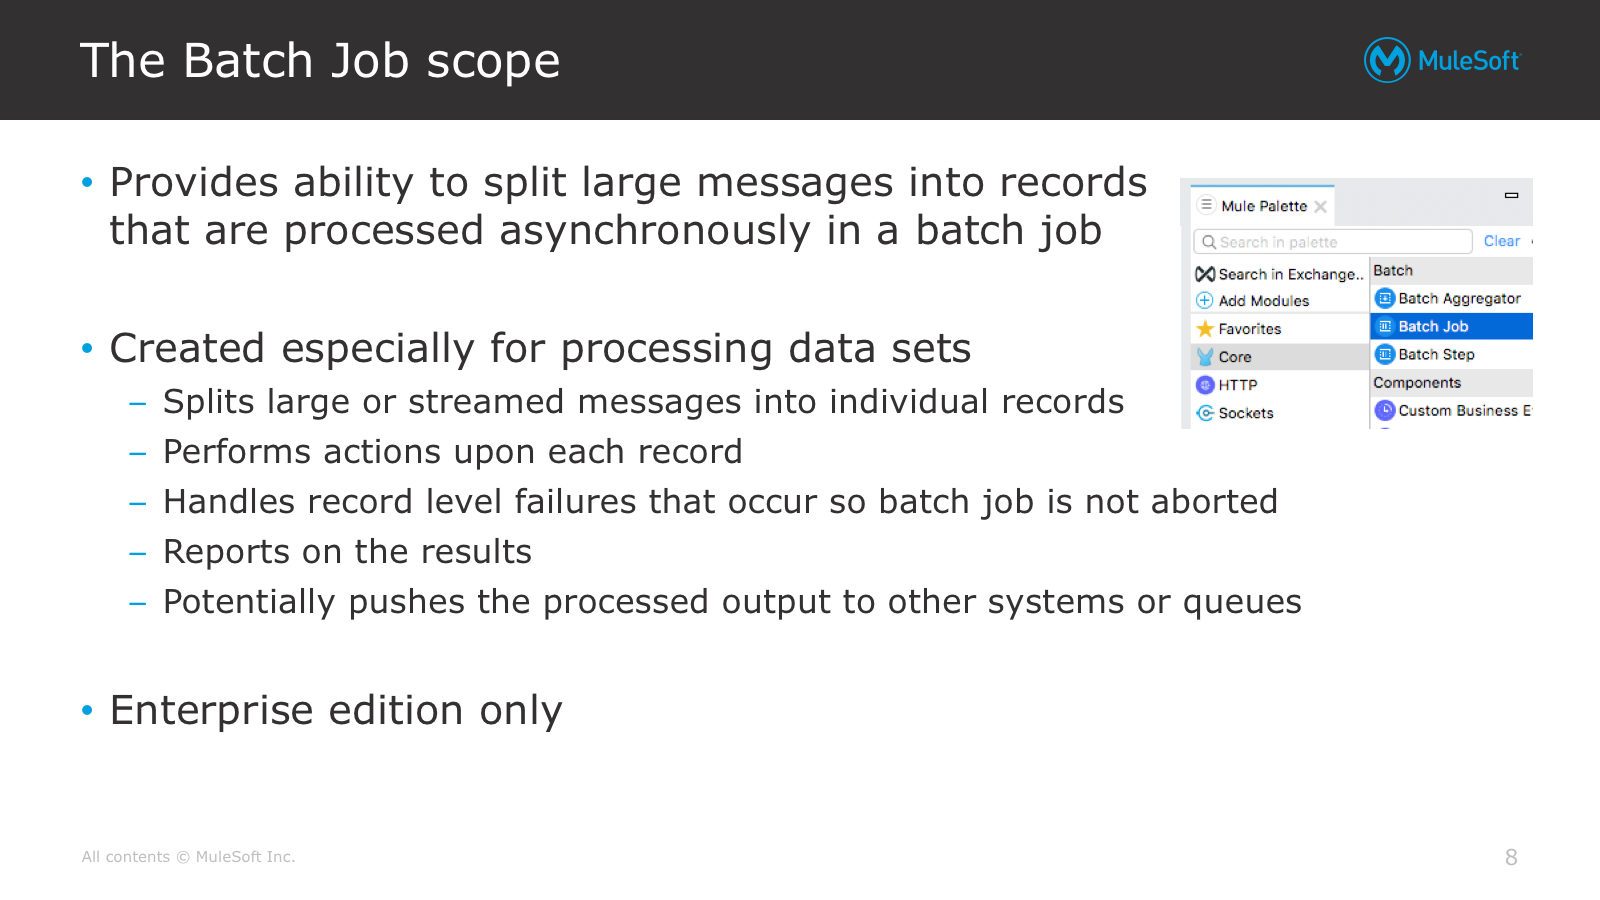 The Batch Job scope
MuleSoft
• Provides ability to split large messages into records
that are processed asynchronously in a batch job
• Created especially for processing data sets
– Splits large or streamed messages into individual records
– Performs actions upon each record
– Handles record level failures that occur so batch job is not aborted
– Reports on the results
– Potentially pushes the processed output to other systems or queues
• Enterprise edition only
Mule Palette
Search in palette
Clear
Search in Exchange..
Add Modules
Favorites
Core
HTTP
Sockets
Batch
Batch Aggregator
Batch Job
Batch Step
Components
Custom Business E
All contents © MuleSoft Inc.
8